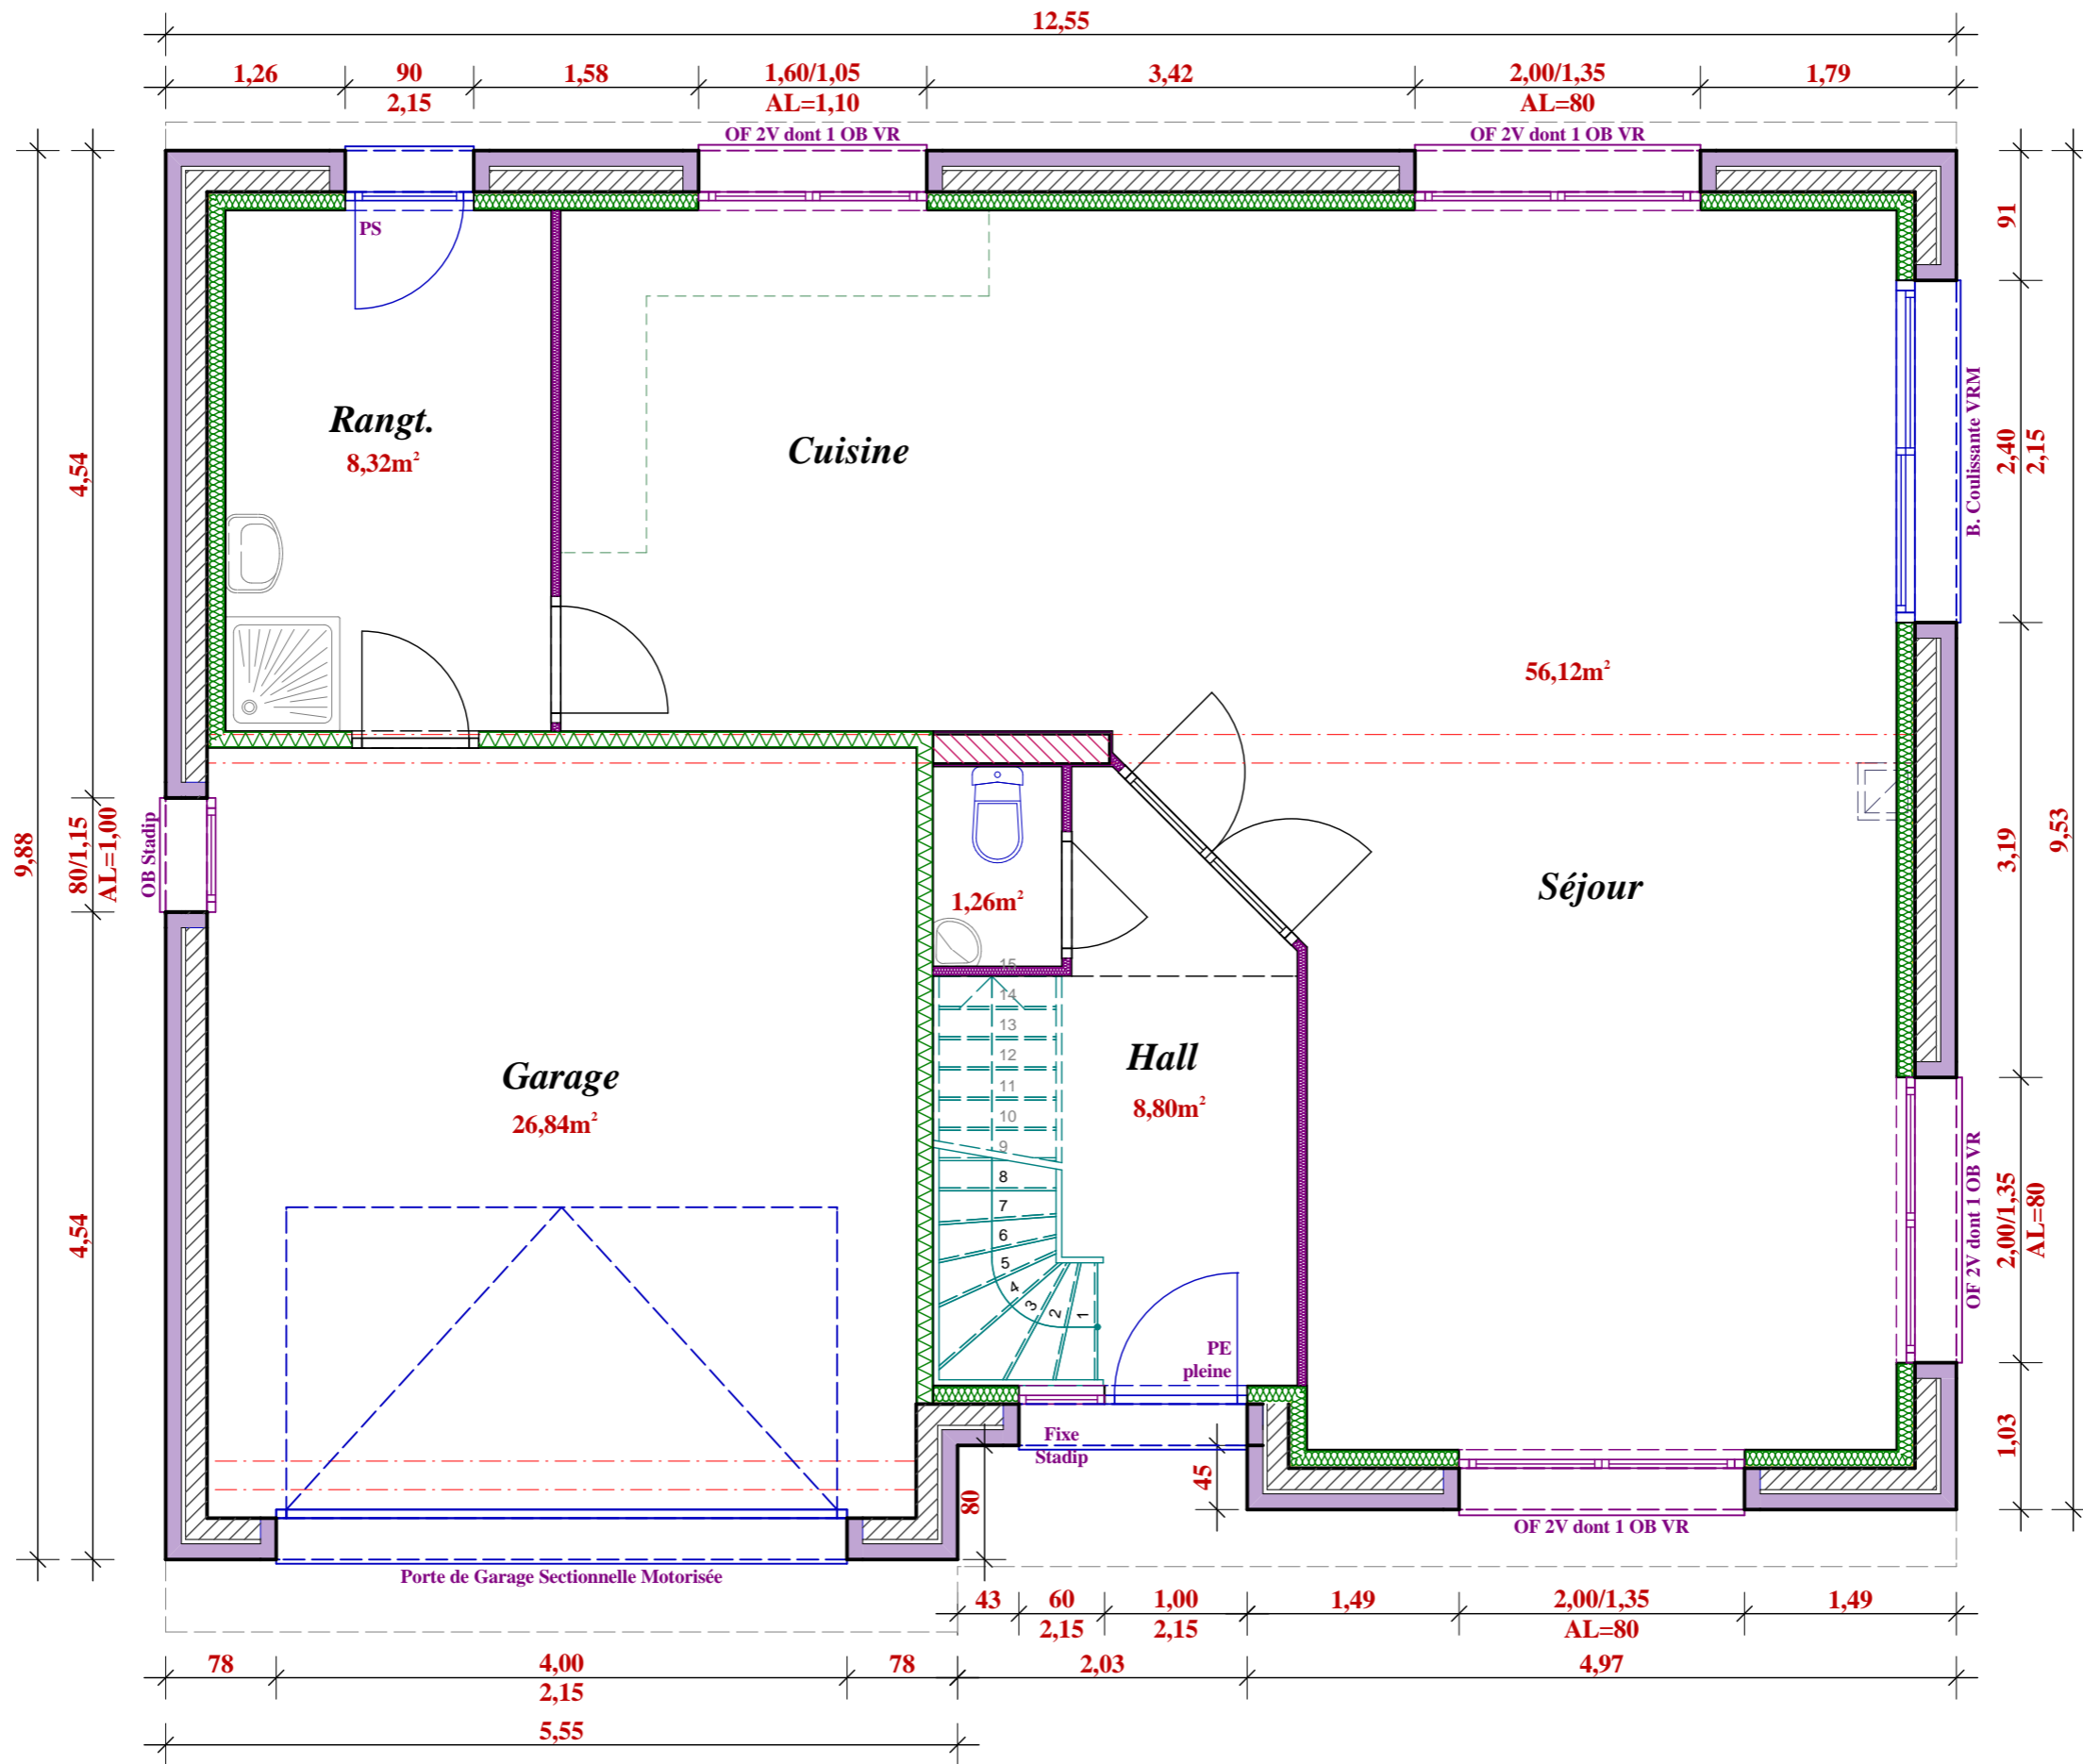 12,55
1,26
90
1,58
1,60/1,05
3,42
2,00/1,35
1,79
2,15
AL=1,10
AL=80
OF 2V dont 1 OB VR
OF 2V dont 1 OB VR
PS
91
Rangt.
8,32m²
Cuisine
4,54
2,40
2,15
B. Coulissante VRM
56,12m²
9,88
80/1,15
AL=1,00
OB Stadip
3,19
9,53
Séjour
1,26m²
15
14
13
12
11
10
9
8
7
6
5
4
3
2
1
Hall
8,80m²
Garage
26,84m²
4,54
2,00/1,35
AL=80
OF 2V dont 1 OB VR
PE
pleine
Fixe
Stadip
1,03
45
80
OF 2V dont 1 OB VR
Porte de Garage Sectionnelle Motorisée
43
60
1,00
1,49
2,00/1,35
1,49
2,15
2,15
AL=80
78
4,00
78
2,03
4,97
2,15
5,55